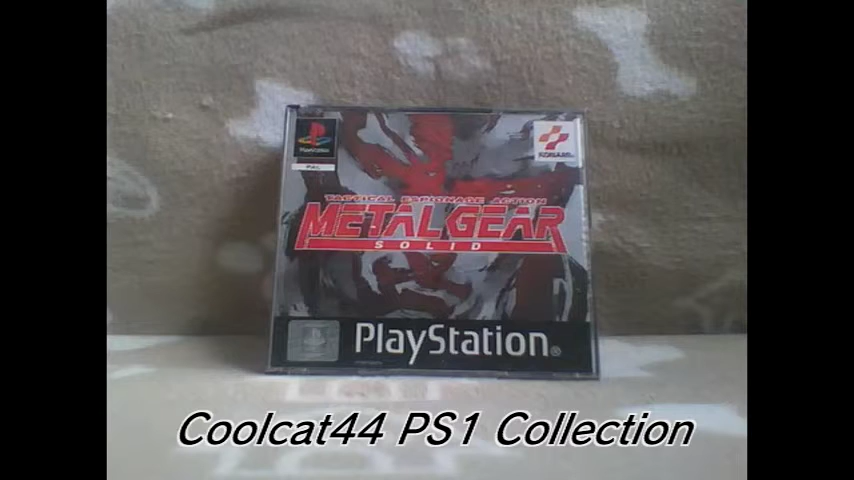 PlayStation
PAL
KONAMI
TACTICAL ESPIONAGE ACTION
METAL GEAR
SOLID
PlayStation®
Coolcat44 PS1 Collection